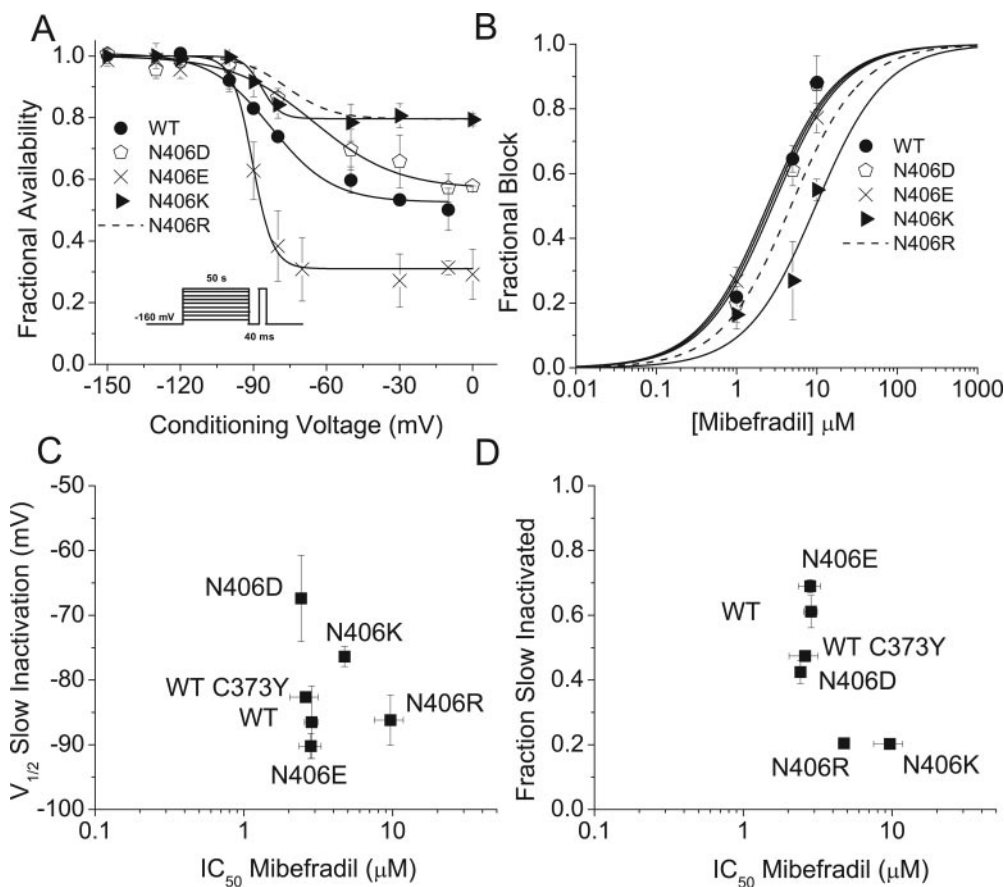 A
1.0
0.8
0.6
0.4
0.2
0.0
Fractional Availability
WT
N406D
N406E
N406K
N406R
50 s
-160 mV
40 ms
-150 -120 -90 -60 -30 0
Conditioning Voltage (mV)
B
1.0
0.8
0.6
0.4
0.2
0.0
Fractional Block
WT
N406D
N406E
N406K
N406R
0.01 0.1 1 10 100 1000
[Mibefradil] μM
C
-50
-60
-70
-80
-90
-100
V1/2 Slow Inactivation (mV)
N406D
N406K
WT C373Y
WT
N406R
N406E
0.1 1 10
IC50 Mibefradil (μM)
D
1.0
0.8
0.6
0.4
0.2
0.0
Fraction Slow Inactivated
N406E
WT
WT C373Y
N406D
N406R N406K
0.1 1 10
IC50 Mibefradil (μM)